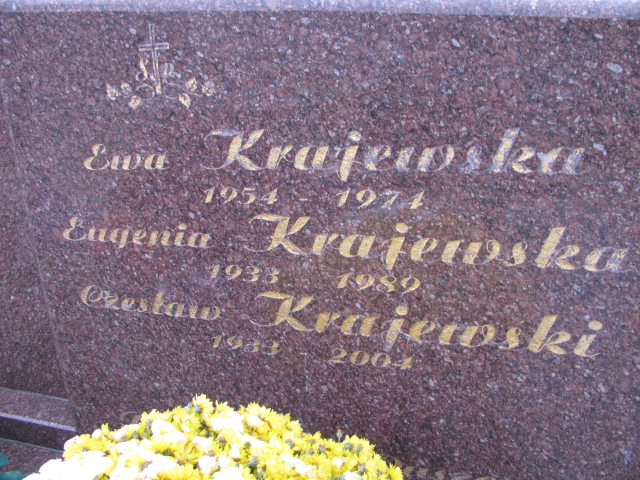 Ś P
Ewa Krajewska
1954 - 1974
Eugenia Krajewska
1933 1989
Czesław Krajewski
1933 - 2004